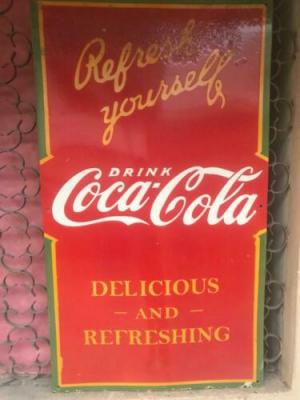 Refresh
yourself
DRINK
Coca-Cola
DELICIOUS
- AND -
REFRESHING